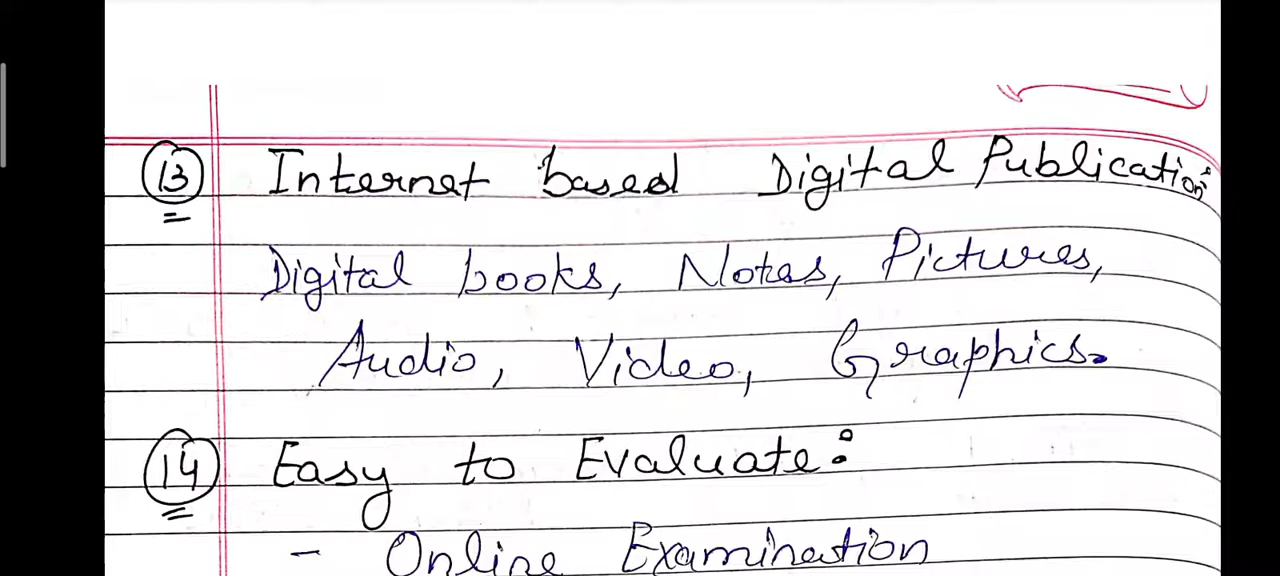 13 Internet based Digital Publication:
Digital books, Notes, Pictures,
Audio, Video, Graphics.
14 Easy to Evaluate:
- Online Examination